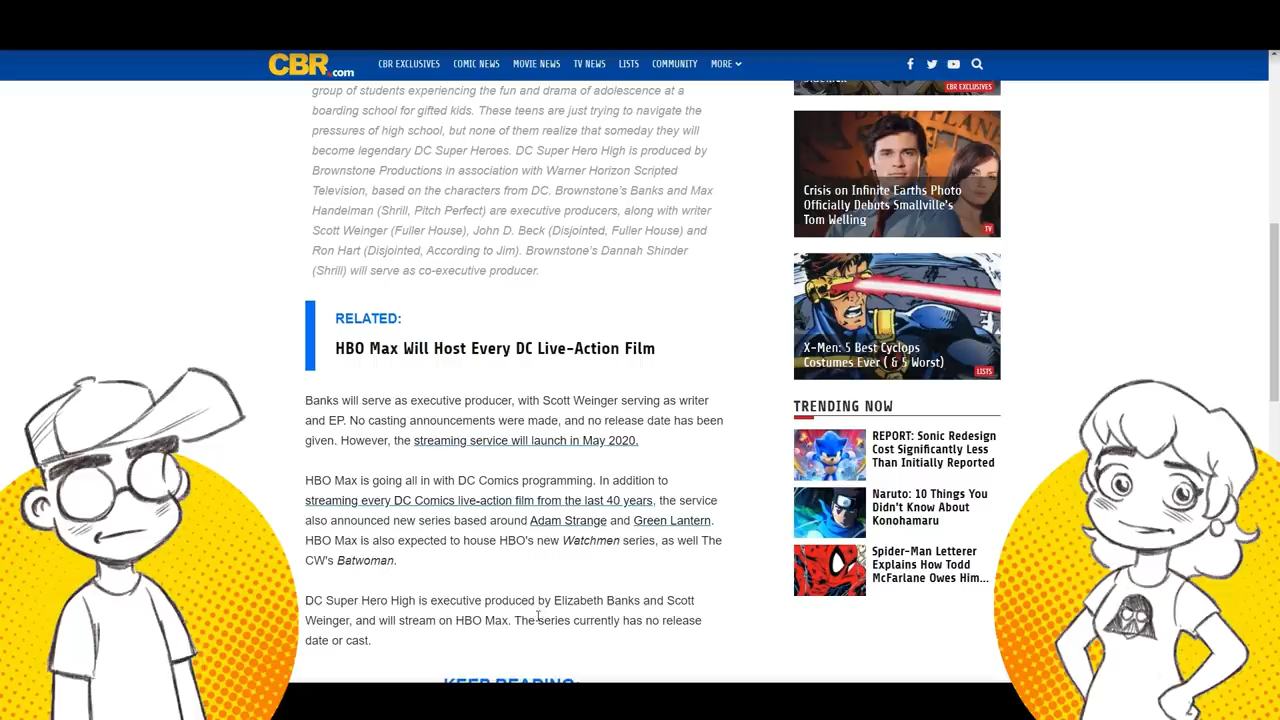 CBR.com
CBR EXCLUSIVES
COMIC NEWS
MOVIE NEWS
TV NEWS
LISTS
COMMUNITY
MORE
group of students experiencing the fun and drama of adolescence at a
boarding school for gifted kids. These teens are just trying to navigate the
pressures of high school, but none of them realize that someday they will
become legendary DC Super Heroes. DC Super Hero High is produced by
Brownstone Productions in association with Warner Horizon Scripted
Television, based on the characters from DC. Brownstone's Banks and Max
Handelman (Shrill, Pitch Perfect) are executive producers, along with writer
Scott Weinger (Fuller House), John D. Beck (Disjointed, Fuller House) and
Ron Hart (Disjointed, According to Jim). Brownstone's Dannah Shinder
(Shrill) will serve as co-executive producer.
RELATED:
HBO Max Will Host Every DC Live-Action Film
Banks will serve as executive producer, with Scott Weinger serving as writer
and EP. No casting announcements were made, and no release date has been
given. However, the streaming service will launch in May 2020.
HBO Max is going all in with DC Comics programming. In addition to
streaming every DC Comics live-action film from the last 40 years, the service
also announced new series based around Adam Strange and Green Lantern.
HBO Max is also expected to house HBO's new Watchmen series, as well The
CW's Batwoman.
DC Super Hero High is executive produced by Elizabeth Banks and Scott
Weinger, and will stream on HBO Max. The series currently has no release
date or cast.
KEEP READING:
CBR EXCLUSIVES
Crisis on Infinite Earths Photo
Officially Debuts Smallville's
Tom Welling
TV
X-Men: 5 Best Cyclops
Costumes Ever ( & 5 Worst)
LISTS
TRENDING NOW
REPORT: Sonic Redesign
Cost Significantly Less
Than Initially Reported
Naruto: 10 Things You
Didn't Know About
Konohamaru
Spider-Man Letterer
Explains How Todd
McFarlane Owes Him...